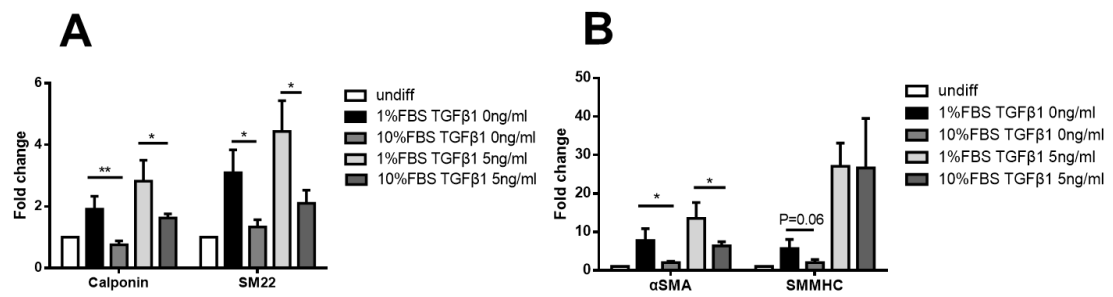 A
Fold change
6
4
2
0
**
*
*
*
Calponin
SM22
undiff
1%FBS TGFβ1 0ng/ml
10%FBS TGFβ1 0ng/ml
1%FBS TGFβ1 5ng/ml
10%FBS TGFβ1 5ng/ml
B
Fold change
50
40
30
20
10
0
*
*
P=0.06
αSMA
SMMHC
undiff
1%FBS TGFβ1 0ng/ml
10%FBS TGFβ1 0ng/ml
1%FBS TGFβ1 5ng/ml
10%FBS TGFβ1 5ng/ml